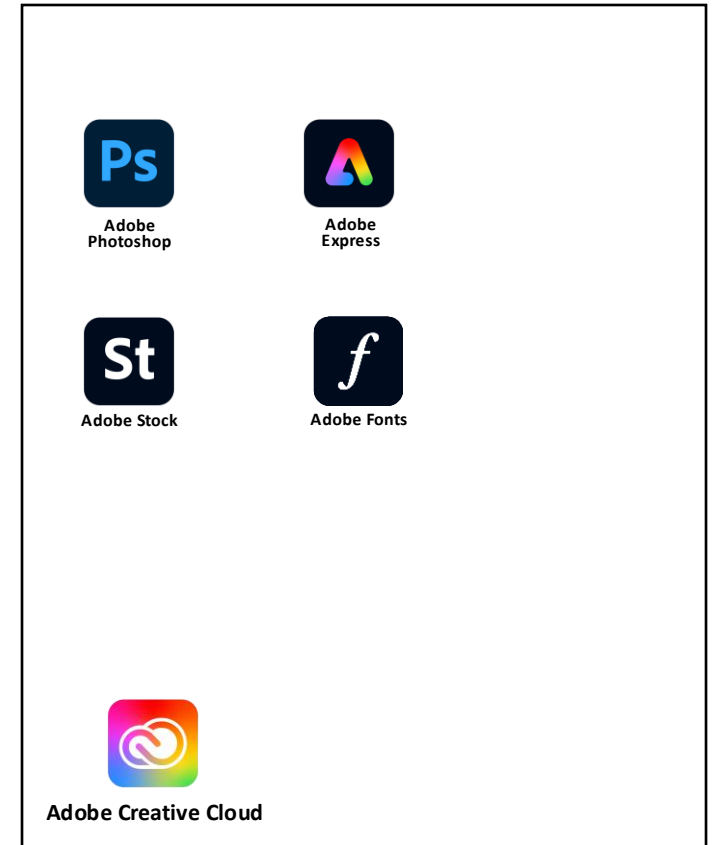 Ps
Adobe
Photoshop
Adobe
Express
St
Adobe Stock
f
Adobe Fonts
Adobe Creative Cloud